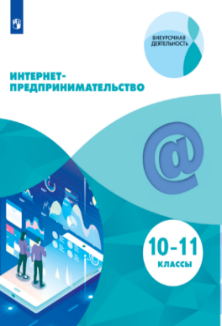 ВНЕУРОЧНАЯ
ДЕЯТЕЛЬНОСТЬ
ИНТЕРНЕТ-
ПРЕДПРИНИМАТЕЛЬСТВО
@
10–11
КЛАССЫ